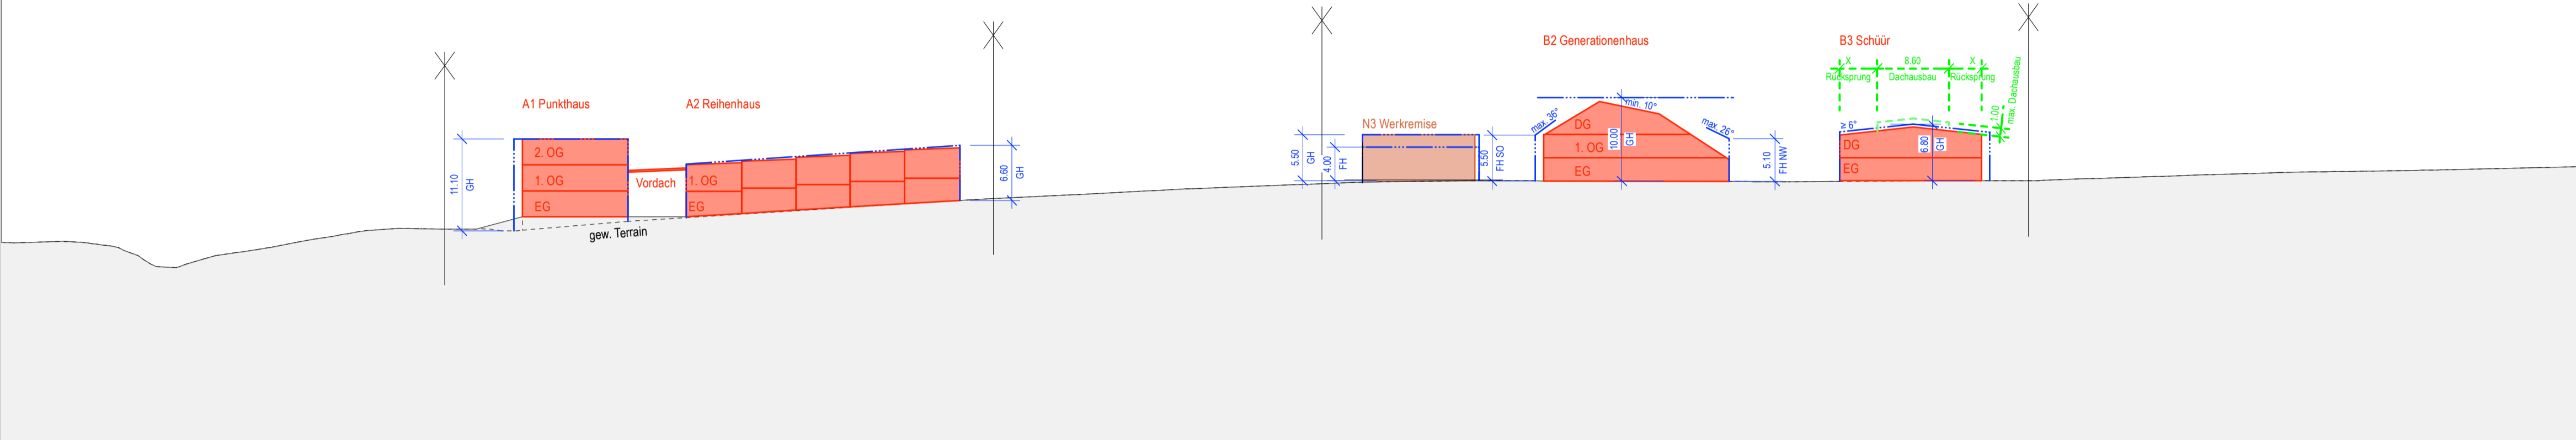 A1 Punkthaus
A2 Reihenhaus
11.10
GH
2. OG
1. OG
EG
Vordach
1. OG
EG
gew. Terrain
6.60
GH
N3 Werkremise
5.50
GH
4.00
FH
5.50
FH SO
B2 Generationenhaus
max. 36°
min. 10°
max. 26°
DG
1. OG
EG
10.00
GH
5.10
FH NW
B3 Schüür
X
8.60
X
Rücksprung
Dachausbau
Rücksprung
1.00
max. Dachausbau
≥ 6°
DG
EG
6.80
GH